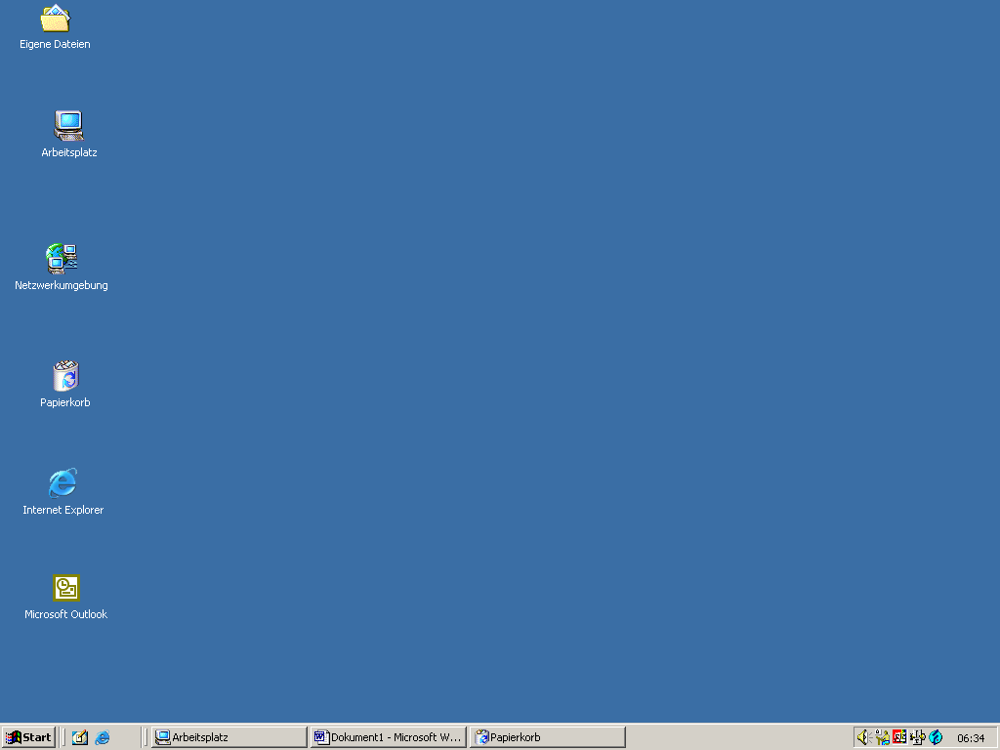 Eigene Dateien
Arbeitsplatz
Netzwerkumgebung
Papierkorb
Internet Explorer
Microsoft Outlook
Start
Arbeitsplatz
Dokument1 - Microsoft W...
Papierkorb
06:34